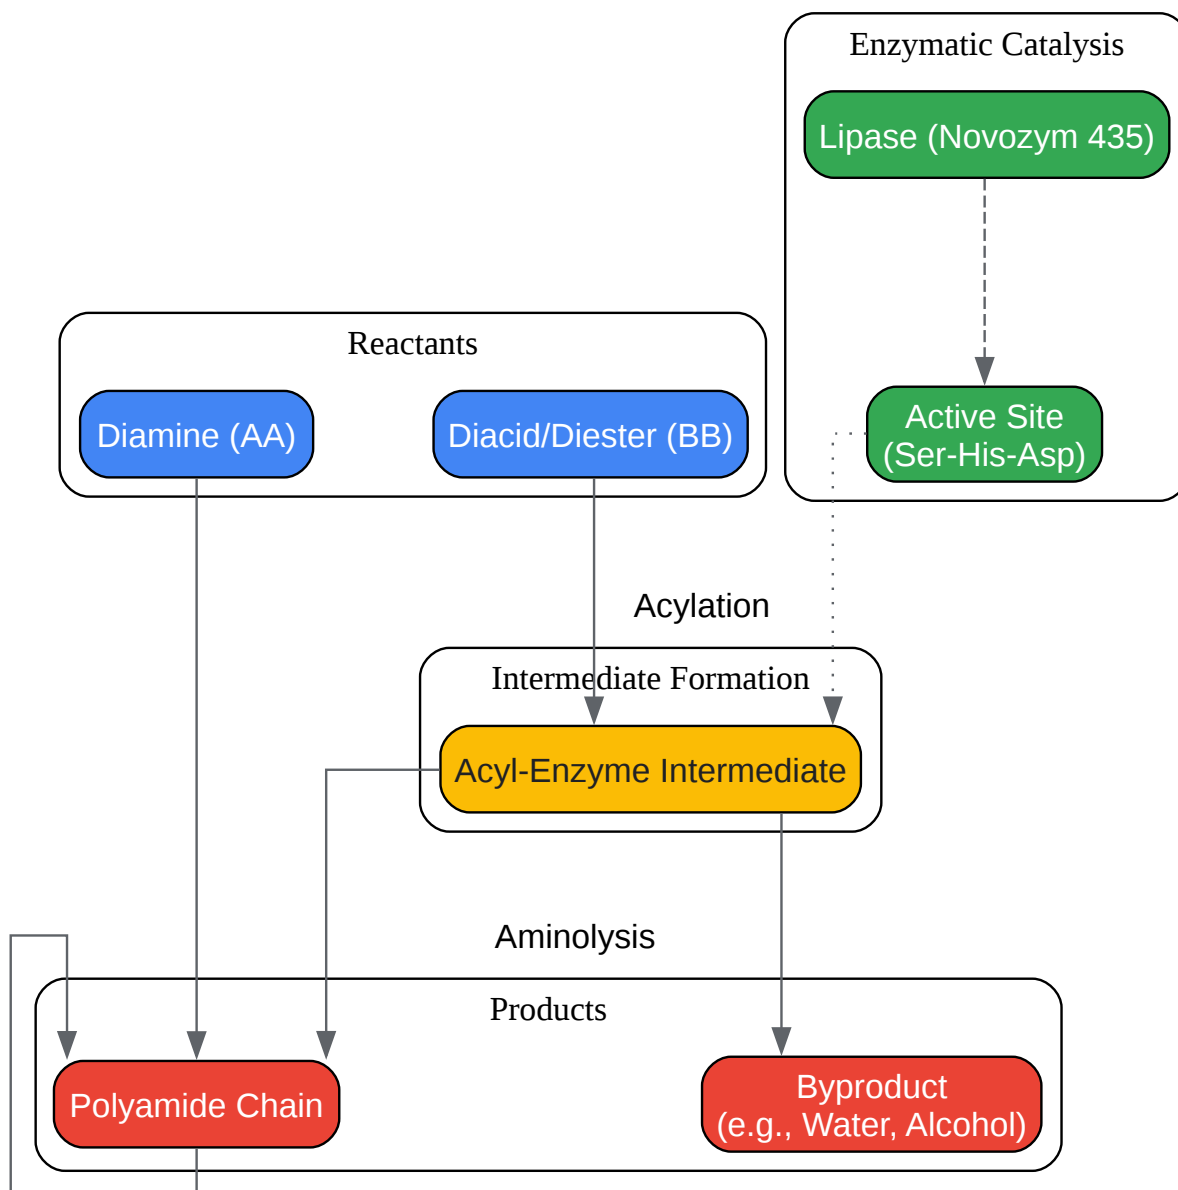 Enzymatic Catalysis
Lipase (Novozym 435)
Reactants
Diamine (AA)
Diacid/Diester (BB)
Active Site
(Ser-His-Asp)
Acylation
Intermediate Formation
Acyl-Enzyme Intermediate
Aminolysis
Products
Polyamide Chain
Byproduct
(e.g., Water, Alcohol)